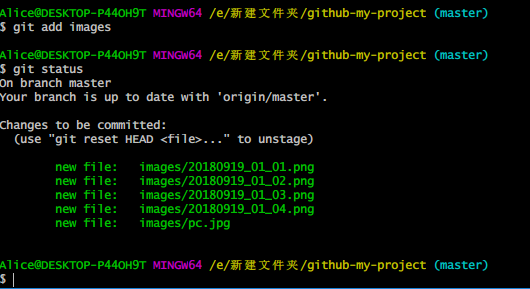 Alice@DESKTOP-P44OH9T MINGW64 /e/新建文件夹/github-my-project (master)
$ git add images
Alice@DESKTOP-P44OH9T MINGW64 /e/新建文件夹/github-my-project (master)
$ git status
On branch master
Your branch is up to date with 'origin/master'.
Changes to be committed:
  (use "git reset HEAD <file>..." to unstage)
        new file:   images/20180919_01_01.png
        new file:   images/20180919_01_02.png
        new file:   images/20180919_01_03.png
        new file:   images/20180919_01_04.png
        new file:   images/pc.jpg
Alice@DESKTOP-P44OH9T MINGW64 /e/新建文件夹/github-my-project (master)
$